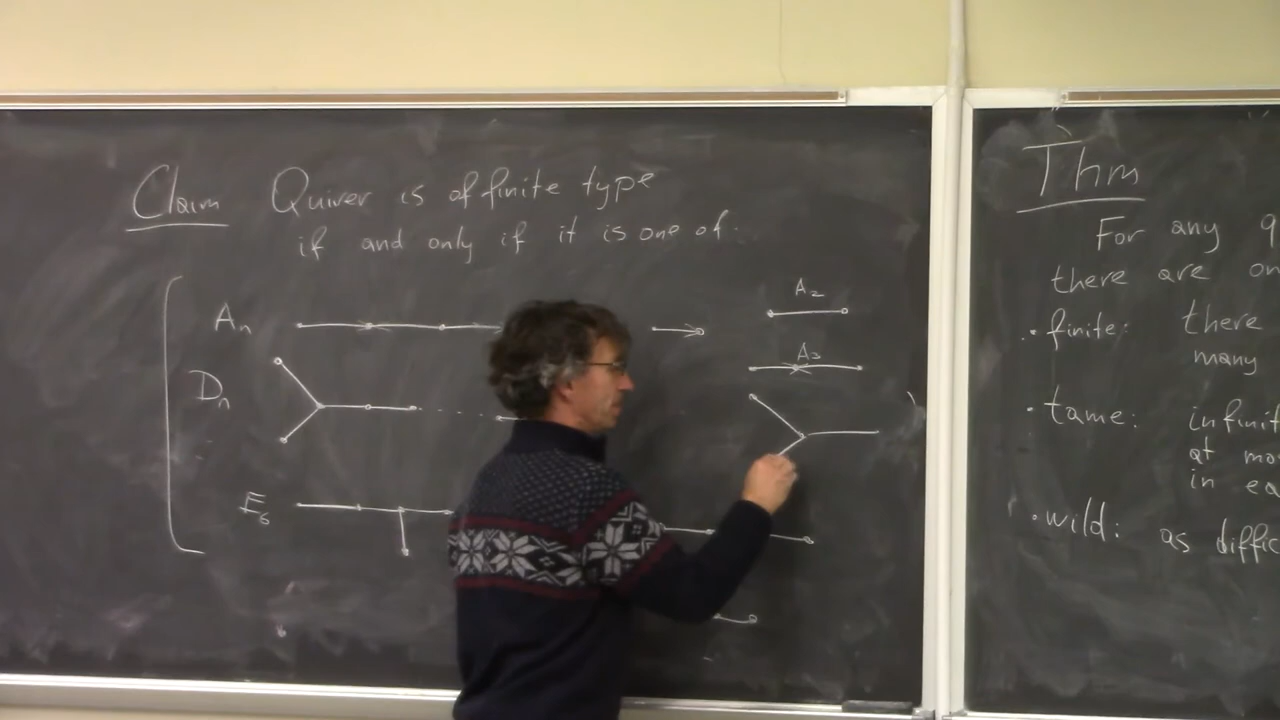 Claim Quiver is of finite type
if and only if it is one of:
A2
An
A3
Dn
E6
Thm
For any q
there are on
• finite: there
many
• tame: infinit
at mo
in ea
• wild: as diffic